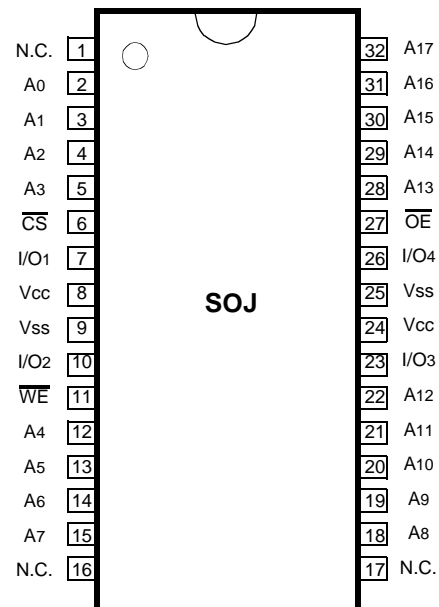 N.C. 1 32 A17
A0 2 31 A16
A1 3 30 A15
A2 4 29 A14
A3 5 28 A13
CS 6 27 OE
I/O1 7 26 I/O4
Vcc 8 25 Vss
SOJ
Vss 9 24 Vcc
I/O2 10 23 I/O3
WE 11 22 A12
A4 12 21 A11
A5 13 20 A10
A6 14 19 A9
A7 15 18 A8
N.C. 16 17 N.C.